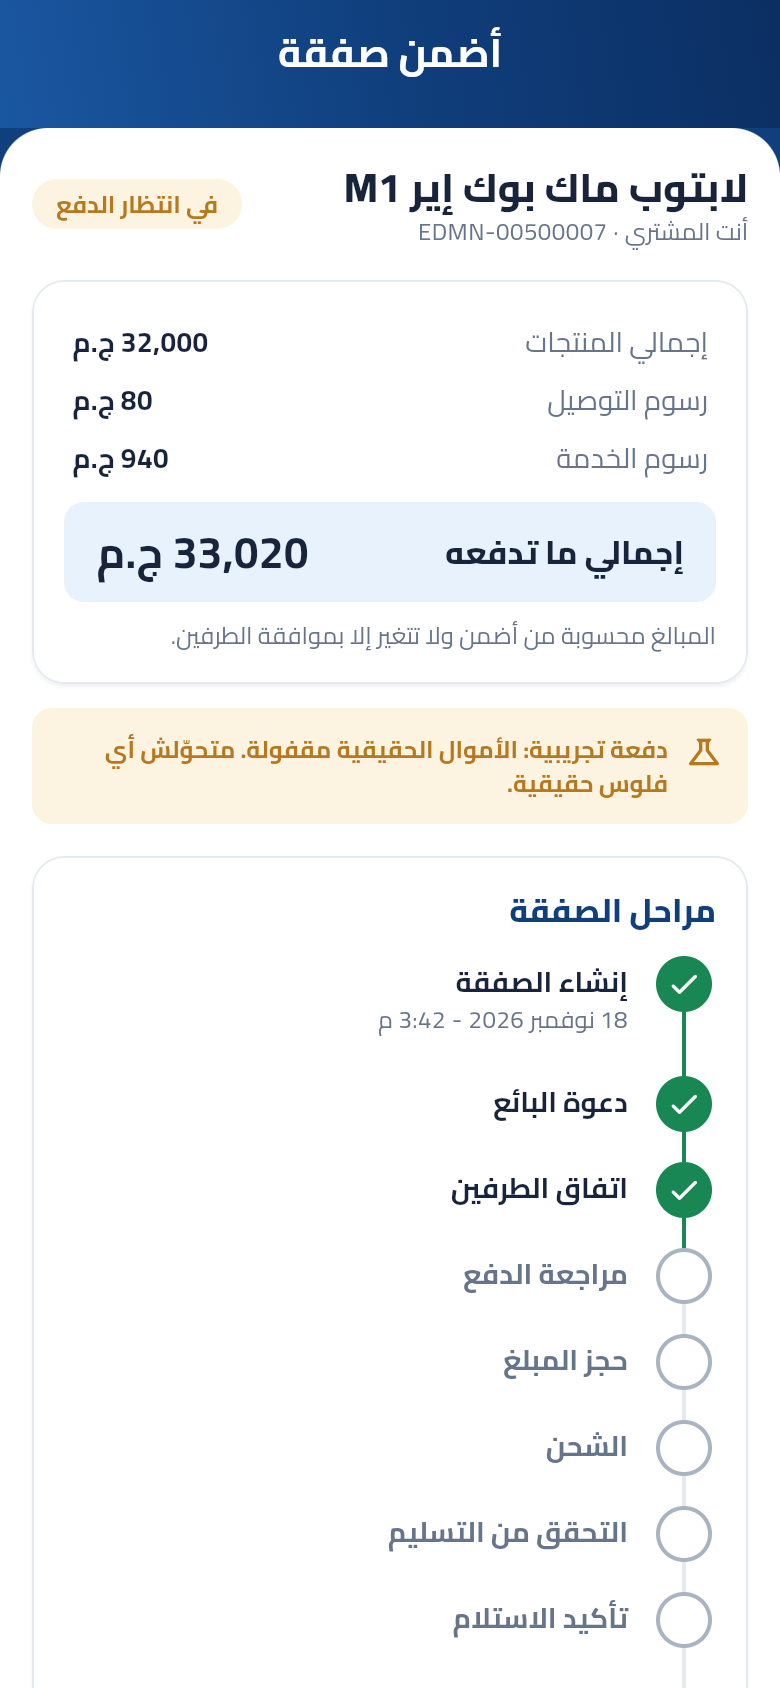 أضمن صفقة
لابتوب ماك بوك إير M1
في انتظار الدفع
أنت المشتري · EDMN-00500007
إجمالي المنتجات
32,000 ج.م
رسوم التوصيل
80 ج.م
رسوم الخدمة
940 ج.م
إجمالي ما تدفعه
33,020 ج.م
المبالغ محسوبة من أضمن ولا تتغير إلا بموافقة الطرفين.
دفعة تجريبية: الأموال الحقيقية مقفولة. متحوّلش أي
فلوس حقيقية.
مراحل الصفقة
إنشاء الصفقة
18 نوفمبر 2026 - 3:42 م
دعوة البائع
اتفاق الطرفين
مراجعة الدفع
حجز المبلغ
الشحن
التحقق من التسليم
تأكيد الاستلام